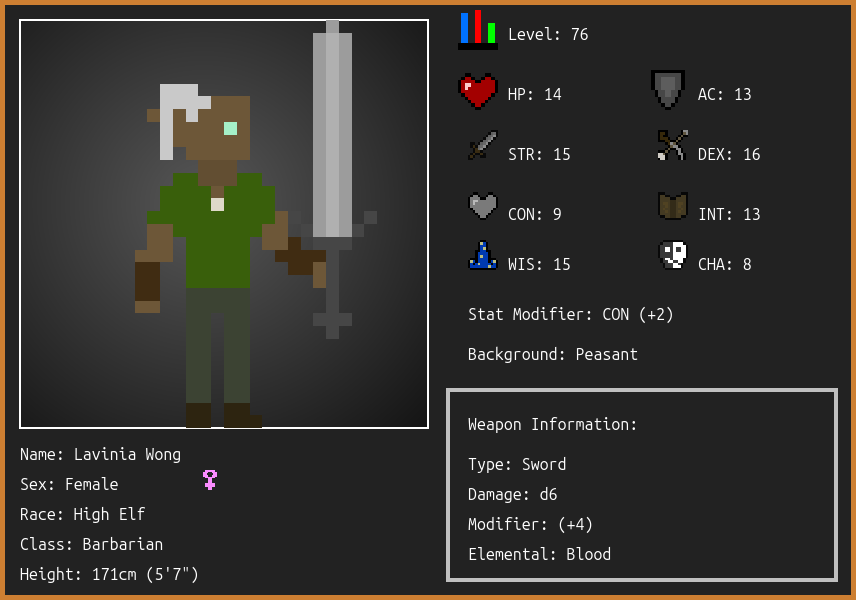 Level: 76
HP: 14
AC: 13
STR: 15
DEX: 16
CON: 9
INT: 13
WIS: 15
CHA: 8
Stat Modifier: CON (+2)
Background: Peasant
Weapon Information:
Type: Sword
Damage: d6
Modifier: (+4)
Elemental: Blood
Name: Lavinia Wong
Sex: Female
Race: High Elf
Class: Barbarian
Height: 171cm (5'7")